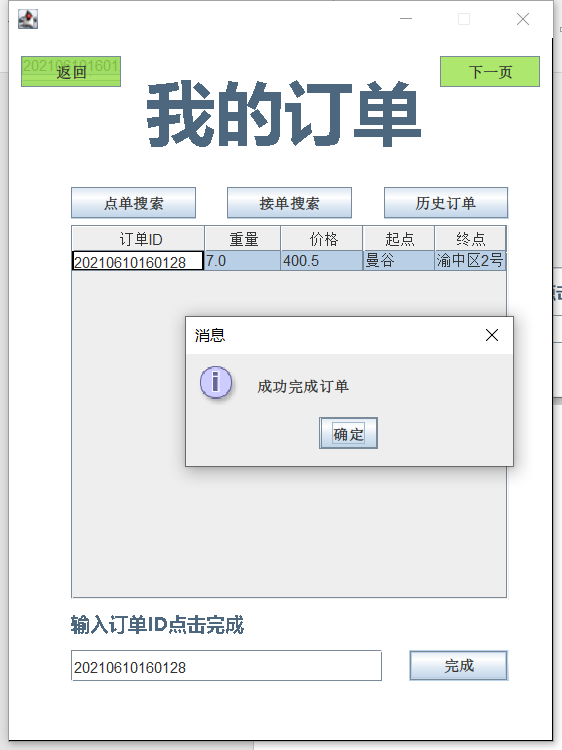 返回
下一页
我的订单
点单搜索 接单搜索 历史订单
订单ID 重量 价格 起点 终点
20210610160128 7.0 400.5 曼谷 渝中区2号
消息
成功完成订单
确定
输入订单ID点击完成
20210610160128 完成